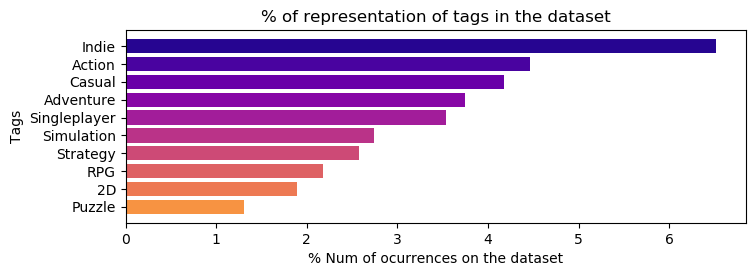 % of representation of tags in the dataset
Tags
Indie
Action
Casual
Adventure
Singleplayer
Simulation
Strategy
RPG
2D
Puzzle
0 1 2 3 4 5 6
% Num of ocurrences on the dataset